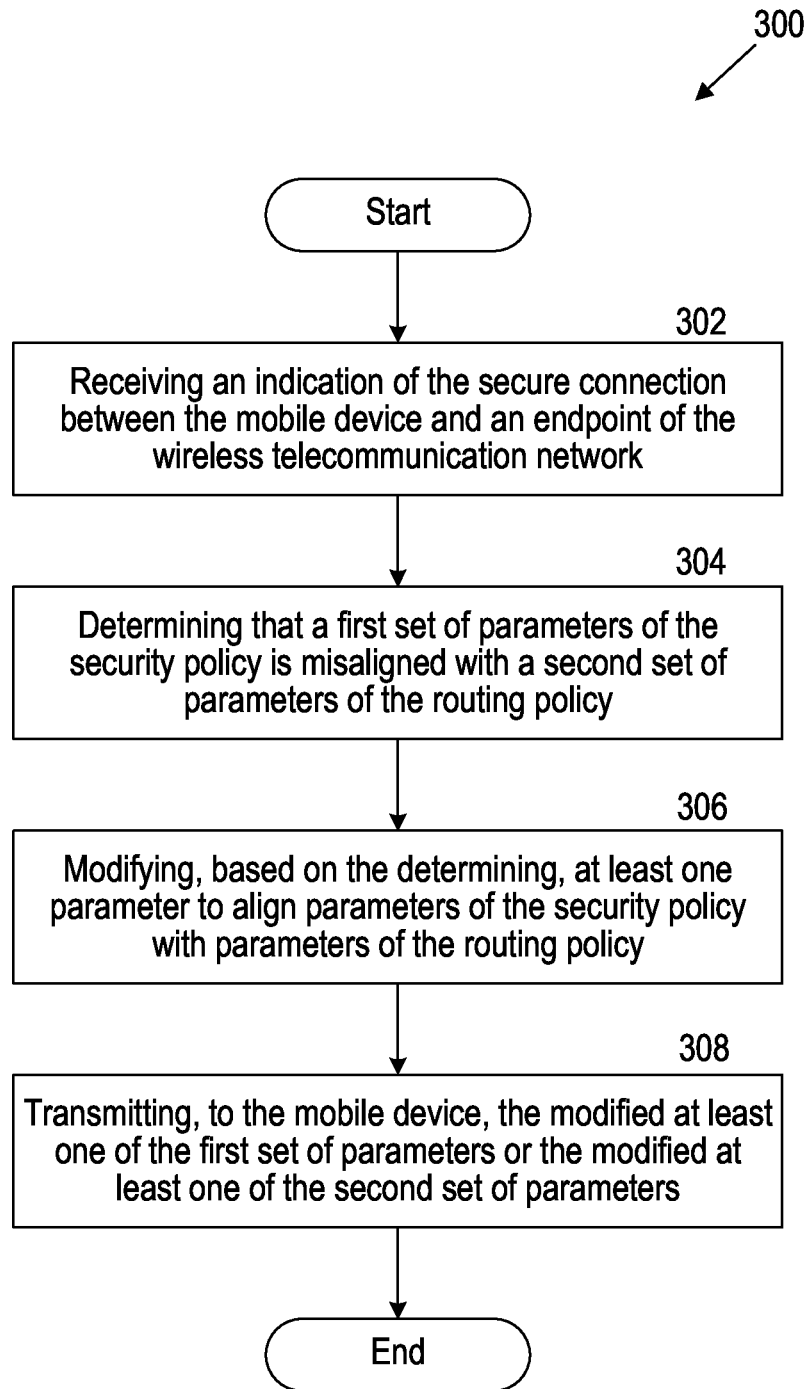 300
Start
302
Receiving an indication of the secure connection
between the mobile device and an endpoint of the
wireless telecommunication network
304
Determining that a first set of parameters of the
security policy is misaligned with a second set of
parameters of the routing policy
306
Modifying, based on the determining, at least one
parameter to align parameters of the security policy
with parameters of the routing policy
308
Transmitting, to the mobile device, the modified at least
one of the first set of parameters or the modified at
least one of the second set of parameters
End